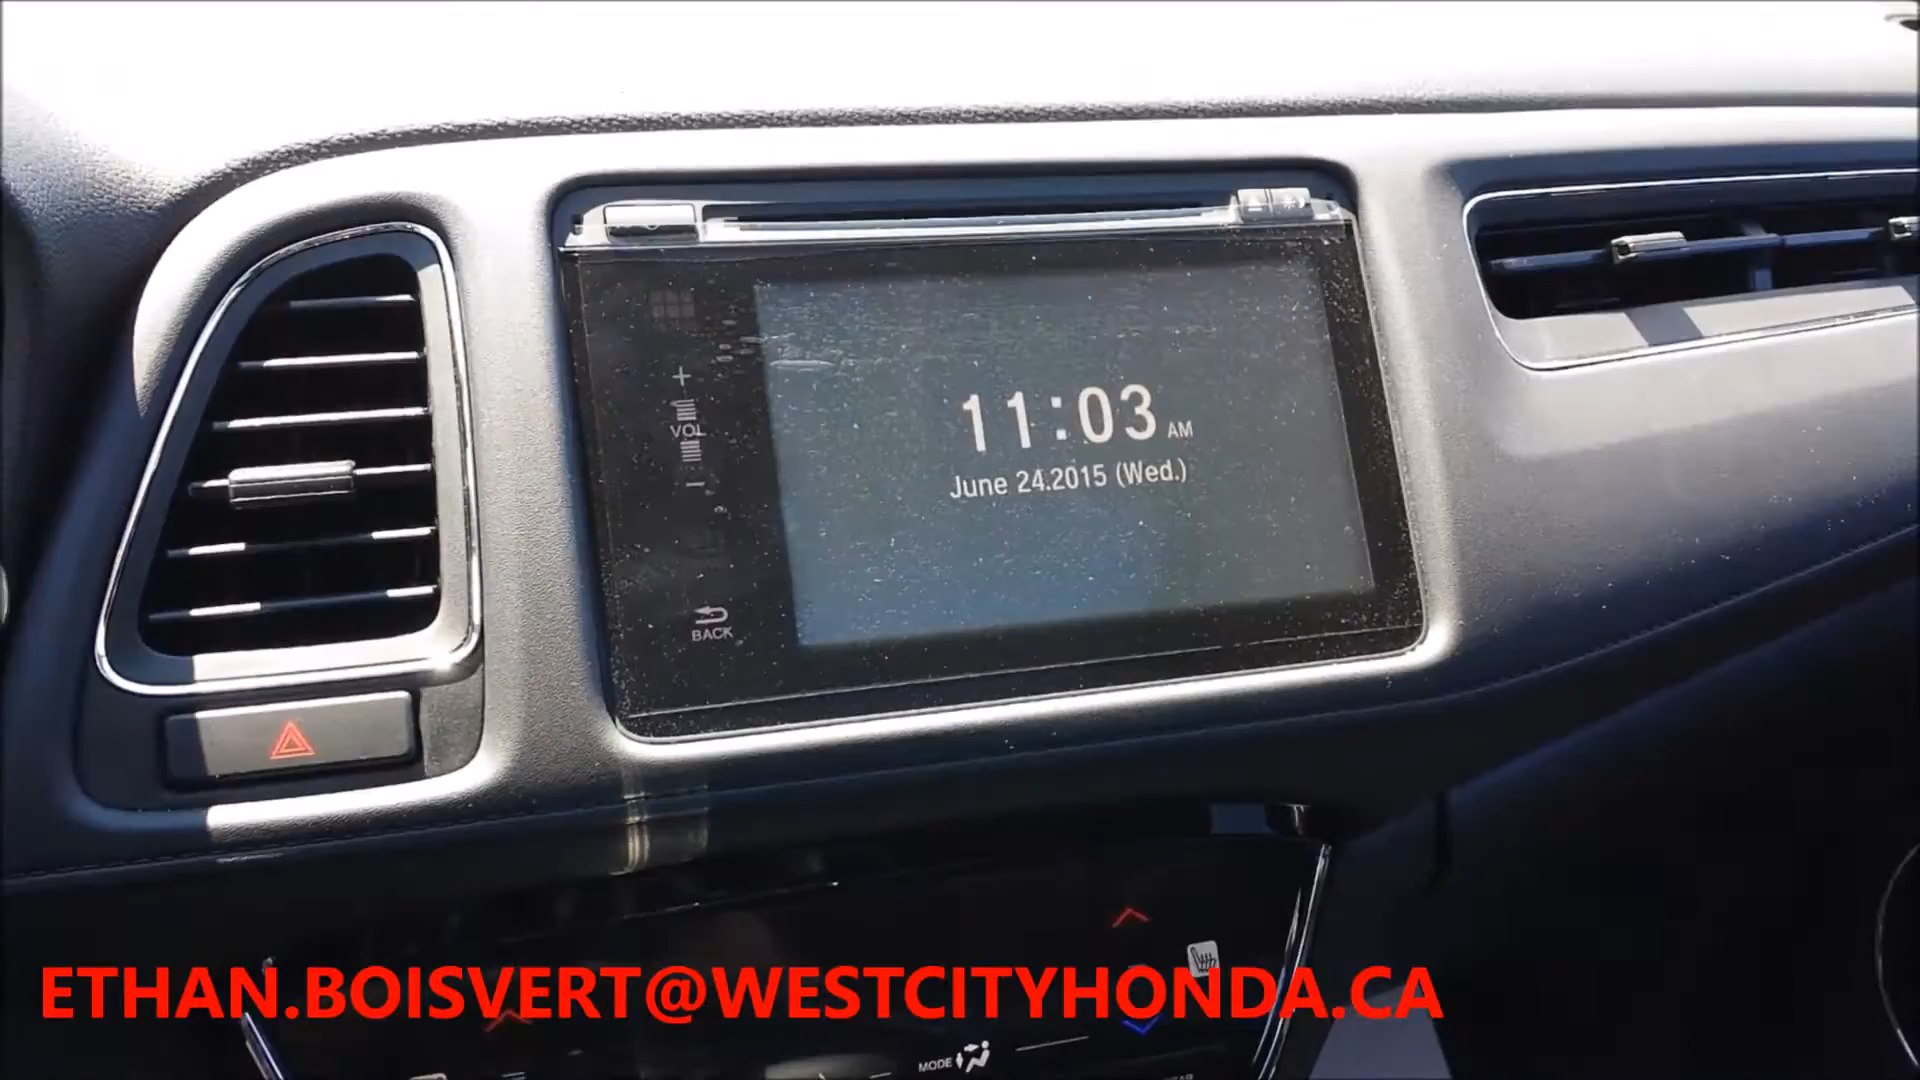 11:03 AM
June 24.2015 (Wed.)
+
VOL
-
BACK
ETHAN.BOISVERT@WESTCITYHONDA.CA
MODE